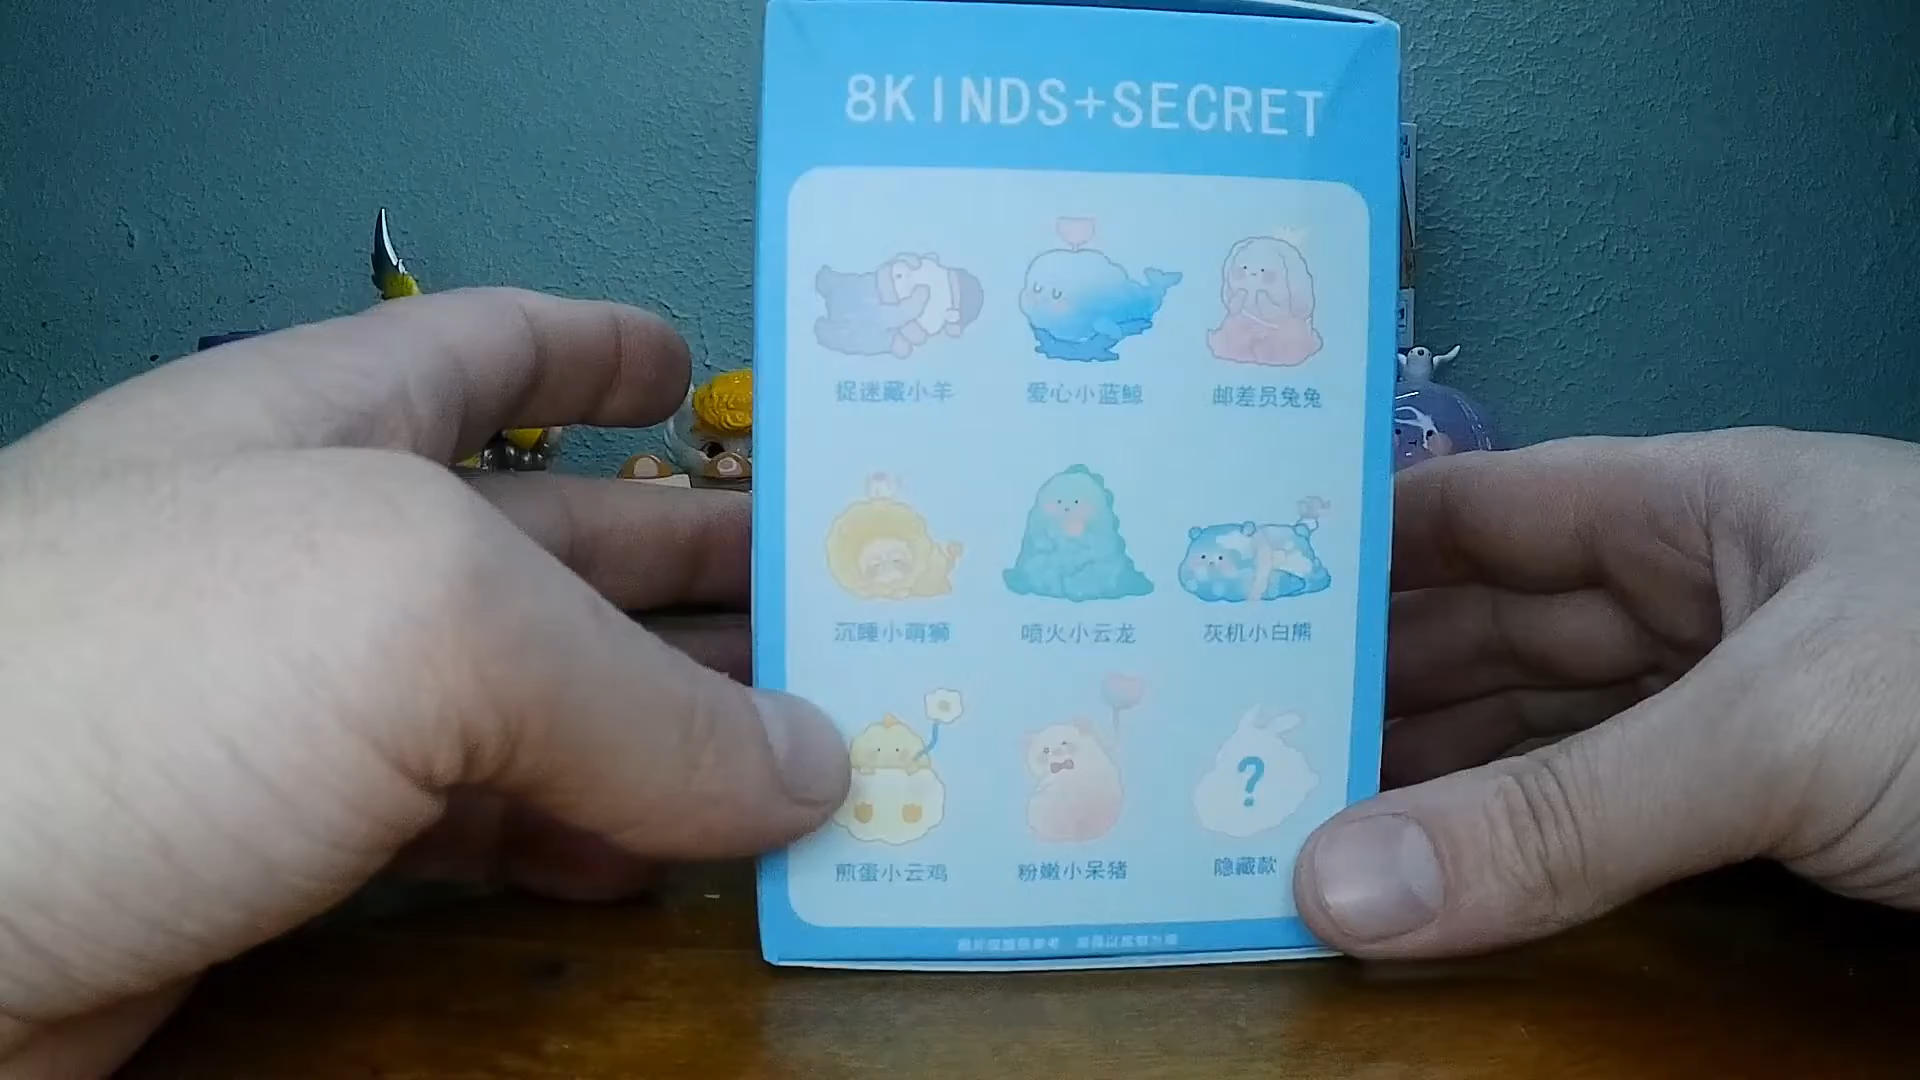 8KINDS+SECRET
捉迷藏小羊 爱心小蓝鲸 邮差员兔兔
沉睡小萌狮 喷火小云龙 灰机小白熊
?
煎蛋小云鸡 粉嫩小呆猪 隐藏款